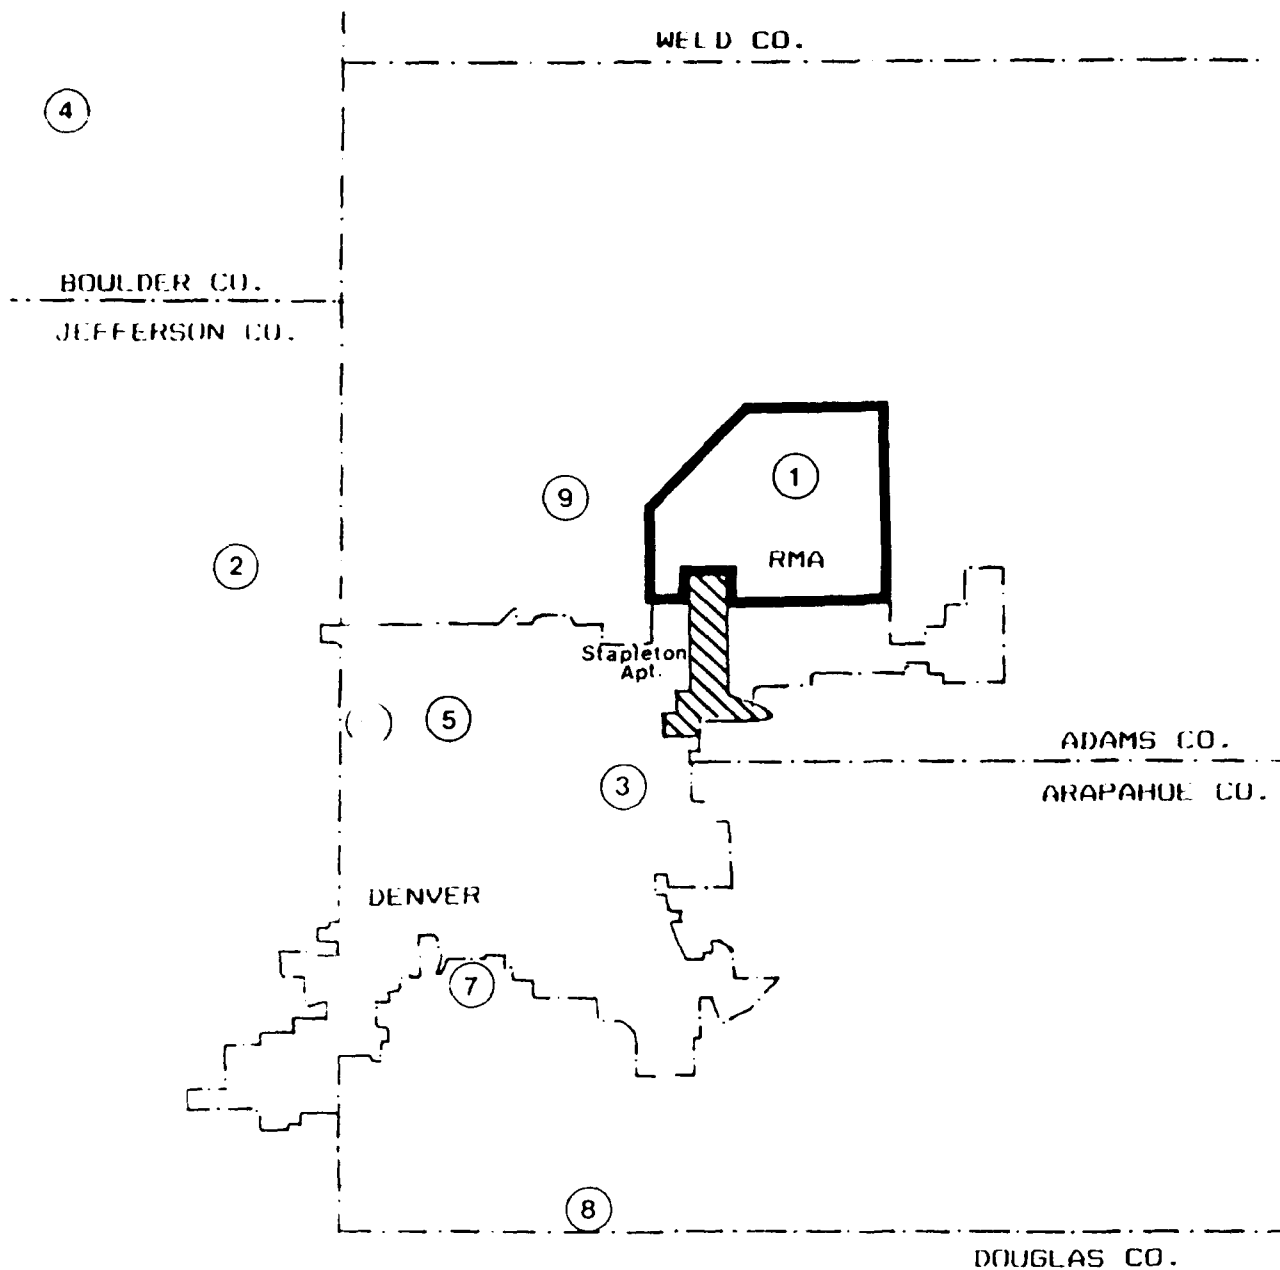 WELD CO.
4
BOULDER CO.
JEFFERSON CO.
1
9
RMA
2
Stapleton
Apt.
5
ADAMS CO.
3
ARAPAHOE CO.
DENVER
7
8
DOUGLAS CO.